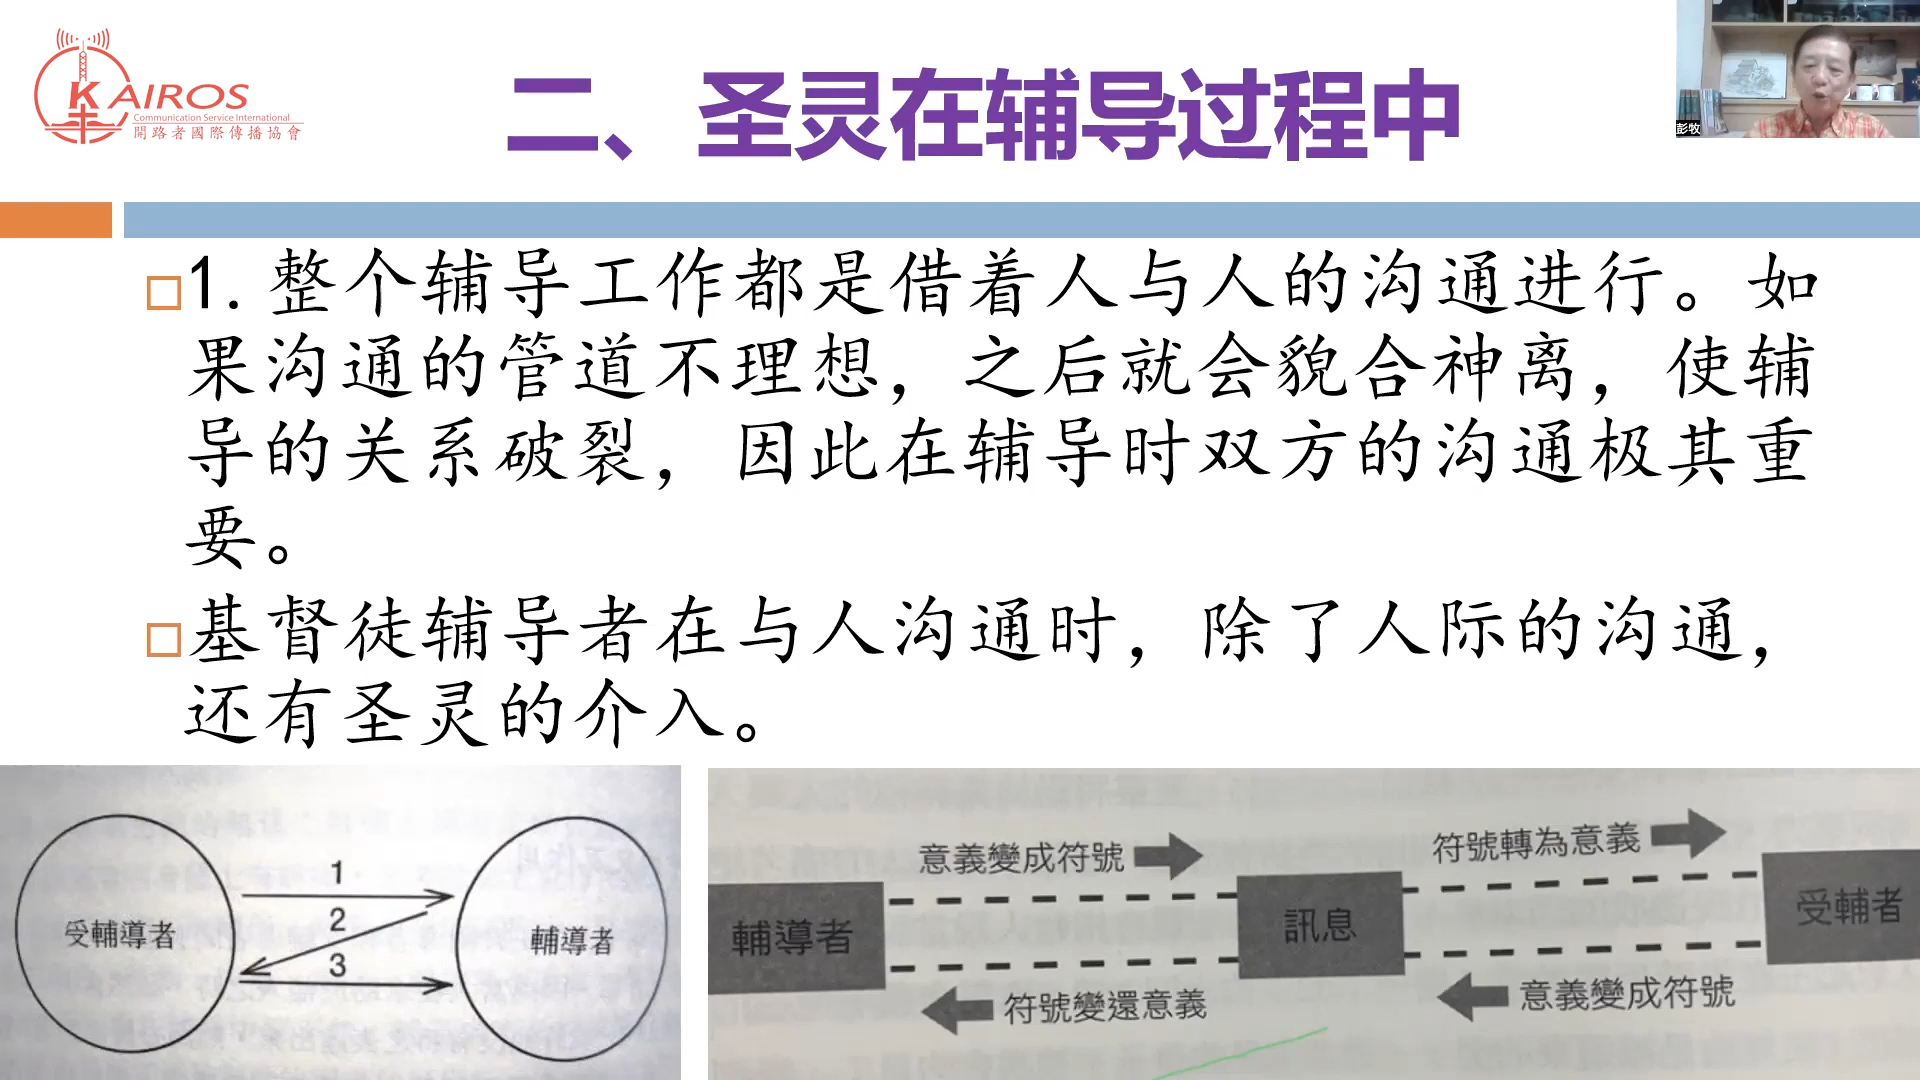 KAIROS
Communication Service International
開路者國際傳播協會
二、圣灵在辅导过程中
彭牧
1. 整个辅导工作都是借着人与人的沟通进行。如
果沟通的管道不理想，之后就会貌合神离，使辅
导的关系破裂，因此在辅导时双方的沟通极其重
要。
基督徒辅导者在与人沟通时，除了人际的沟通，
还有圣灵的介入。
受輔導者
1
2
3
輔導者
意義變成符號
符號轉為意義
輔導者
訊息
受輔者
符號變還意義
意義變成符號